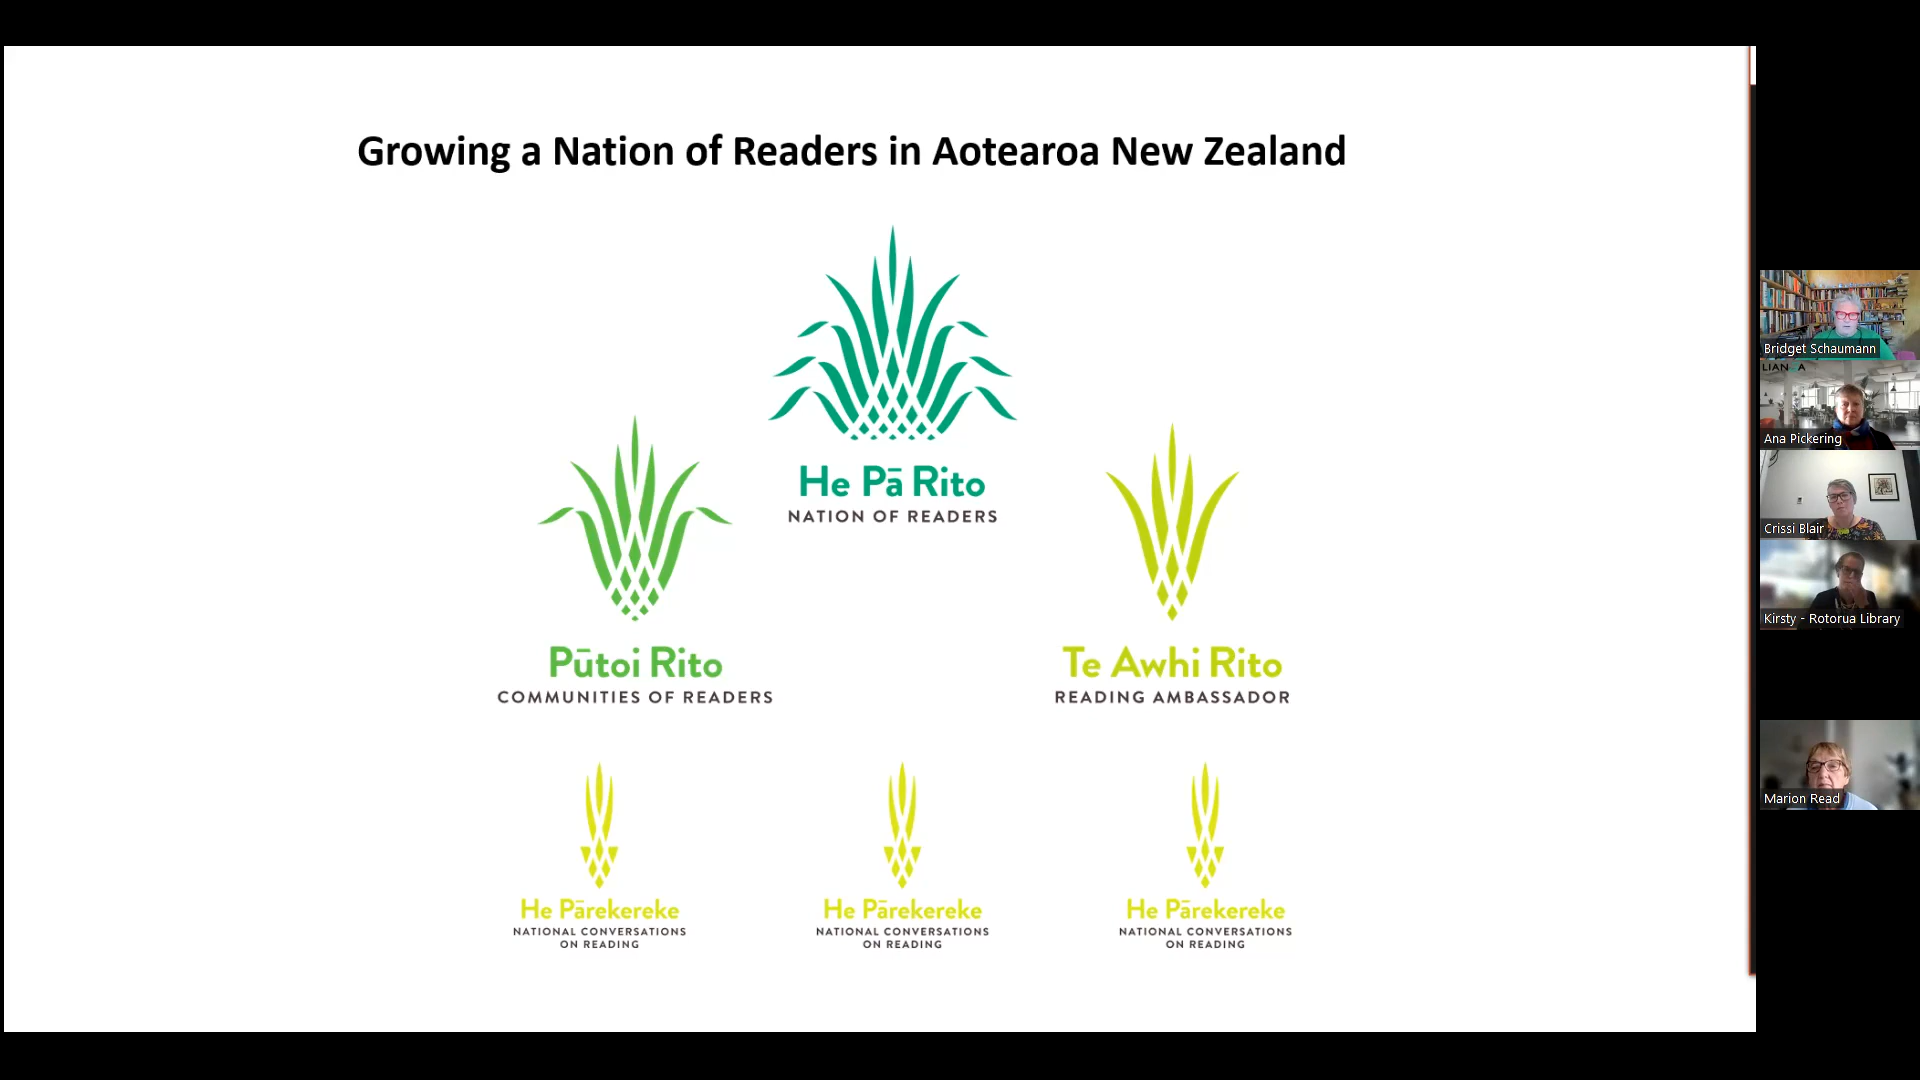 Growing a Nation of Readers in Aotearoa New Zealand
He Pā Rito
NATION OF READERS
Pūtoi Rito
COMMUNITIES OF READERS
Te Awhi Rito
READING AMBASSADOR
He Pārekereke
NATIONAL CONVERSATIONS
ON READING
He Pārekereke
NATIONAL CONVERSATIONS
ON READING
He Pārekereke
NATIONAL CONVERSATIONS
ON READING
Bridget Schaumann
LIANZA
Ana Pickering
Crissi Blair
Kirsty - Rotorua Library
Marion Read